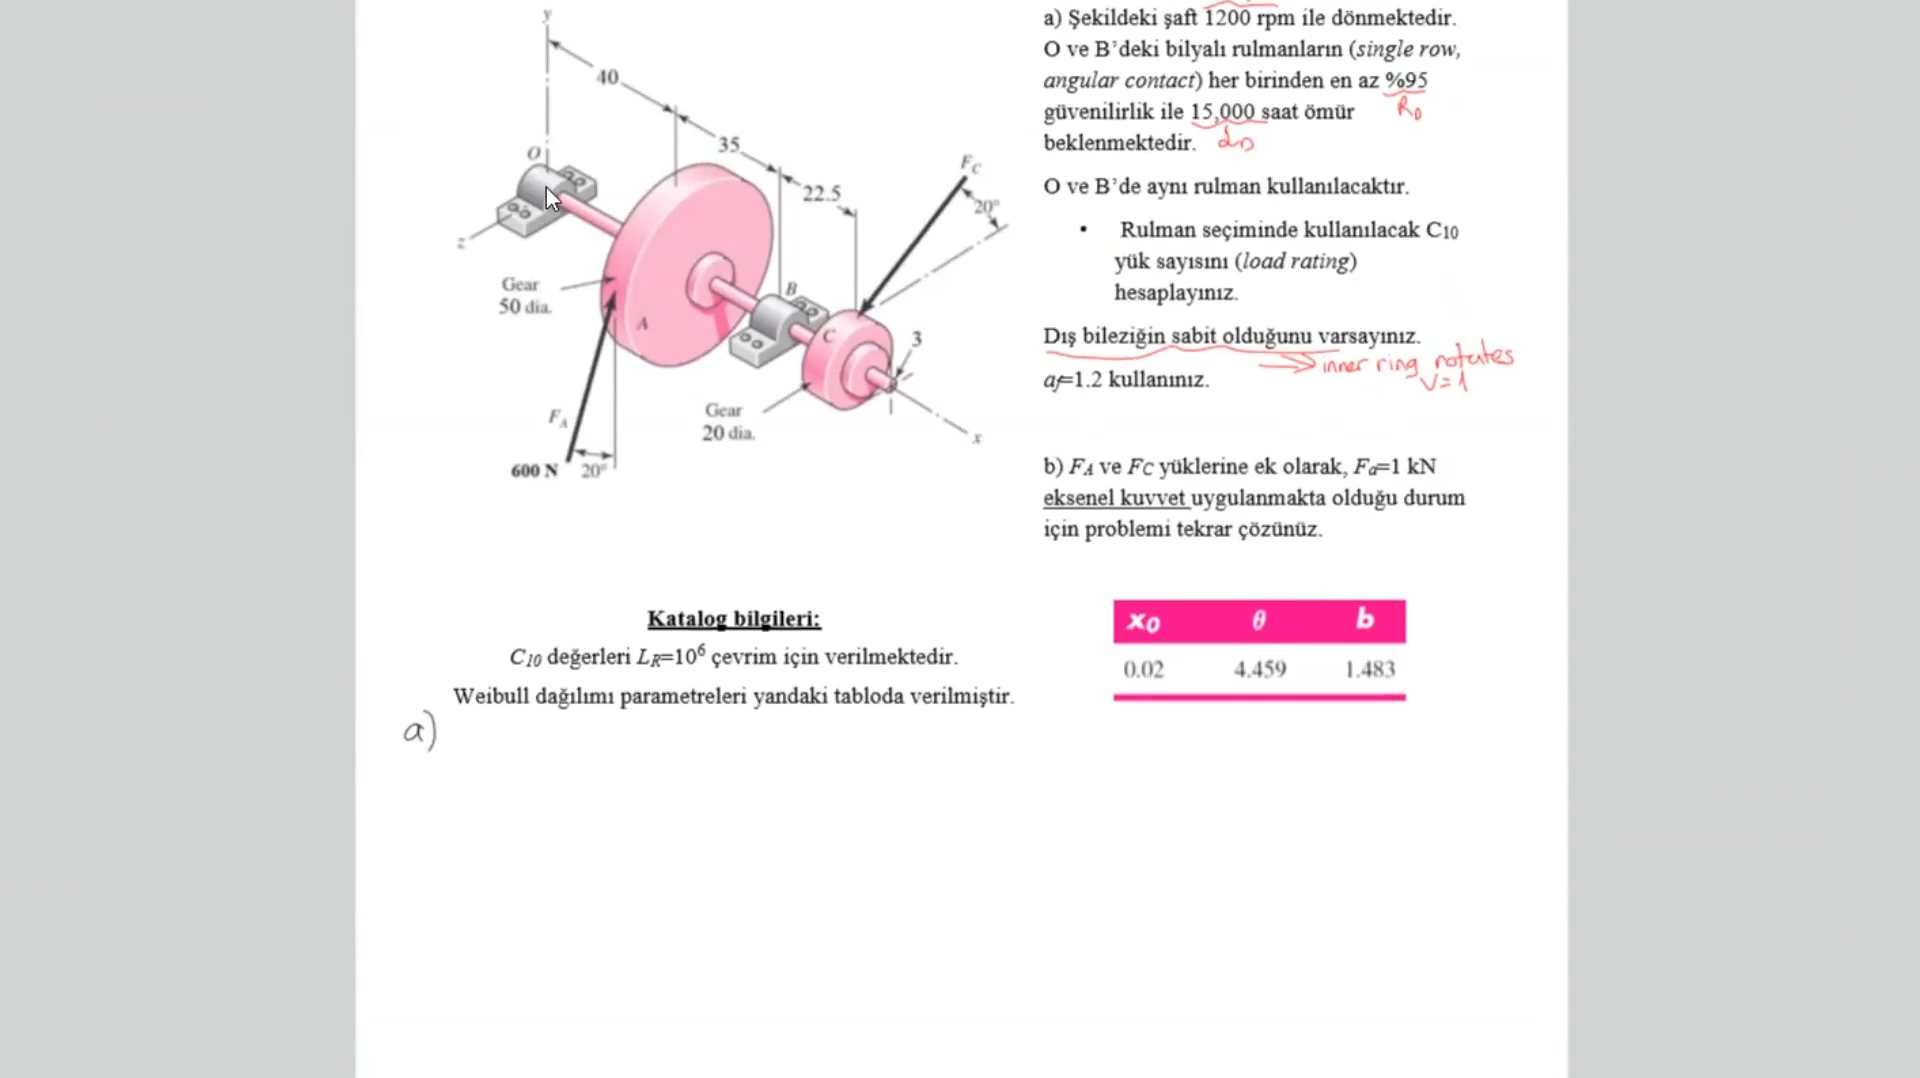 y
40
35
22.5
O
z
F_C
20°
Gear
50 dia.
A
B
C
3
F_A
600 N
20°
Gear
20 dia.
x
a) Şekildeki şaft 1200 rpm ile dönmektedir.
O ve B'deki bilyalı rulmanların (single row,
angular contact) her birinden en az %95
güvenilirlik ile 15,000 saat ömür
beklenmektedir.
O ve B'de aynı rulman kullanılacaktır.
• Rulman seçiminde kullanılacak C10
yük sayısını (load rating)
hesaplayınız.
Dış bileziğin sabit olduğunu varsayınız.
inner ring rotates
V=1
af=1.2 kullanınız.
b) FA ve FC yüklerine ek olarak, Fa=1 kN
eksenel kuvvet uygulanmakta olduğu durum
için problemi tekrar çözünüz.
Katalog bilgileri:
C10 değerleri LR=10⁶ çevrim için verilmektedir.
Weibull dağılımı parametreleri yandaki tabloda verilmiştir.
x0 θ b
0.02 4.459 1.483
a)